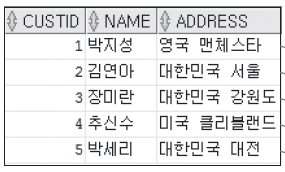 CUSTID NAME ADDRESS
1 박지성 영국 맨체스타
2 김연아 대한민국 서울
3 장미란 대한민국 강원도
4 추신수 미국 클리블랜드
5 박세리 대한민국 대전